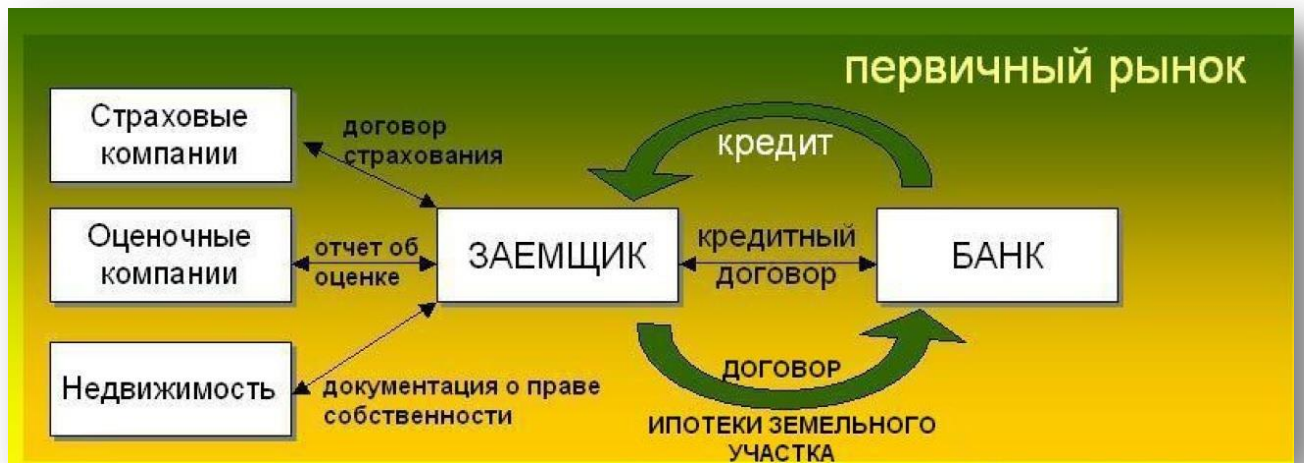 первичный рынок
Страховые
компании
договор
страхования
кредит
Оценочные
компании
отчет об
оценке
ЗАЕМЩИК
кредитный
договор
БАНК
Недвижимость
документация о праве
собственности
ДОГОВОР
ИПОТЕКИ ЗЕМЕЛЬНОГО
УЧАСТКА